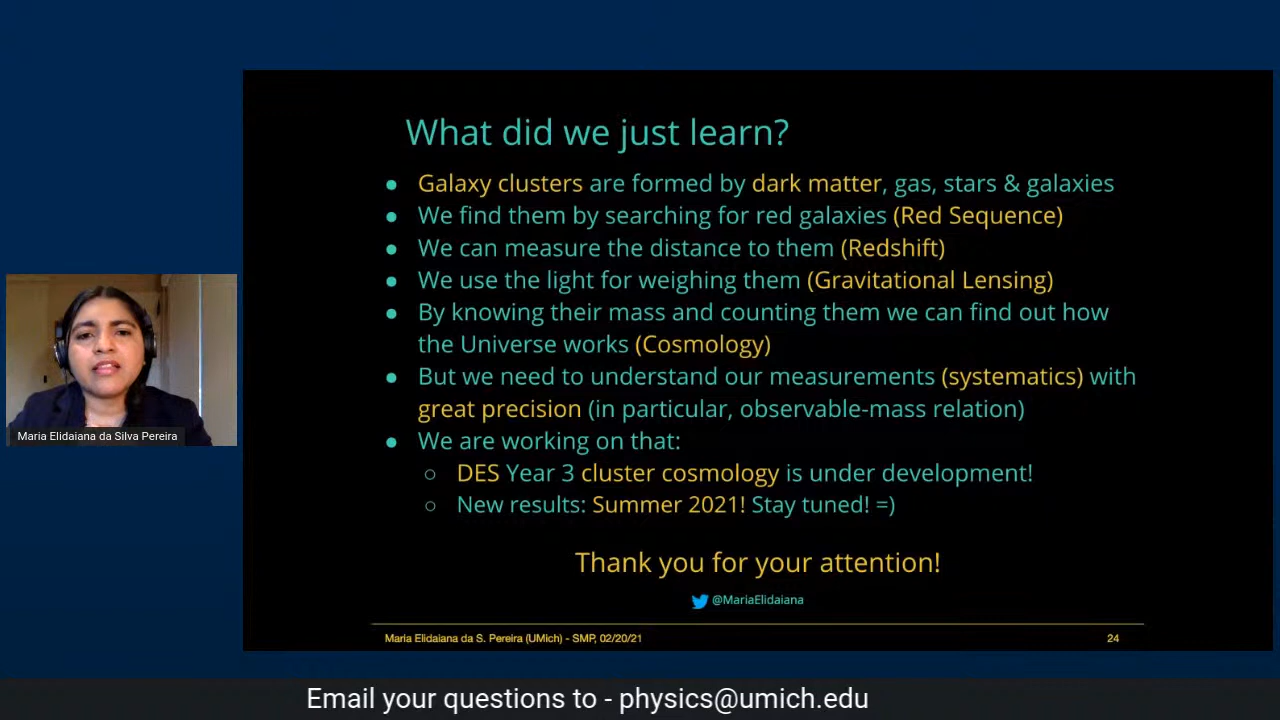 What did we just learn?
● Galaxy clusters are formed by dark matter, gas, stars & galaxies
● We find them by searching for red galaxies (Red Sequence)
● We can measure the distance to them (Redshift)
● We use the light for weighing them (Gravitational Lensing)
● By knowing their mass and counting them we can find out how
the Universe works (Cosmology)
● But we need to understand our measurements (systematics) with
great precision (in particular, observable-mass relation)
● We are working on that:
○ DES Year 3 cluster cosmology is under development!
○ New results: Summer 2021! Stay tuned! =)
Thank you for your attention!
@MariaElidaiana
Maria Elidaiana da S. Pereira (UMich) - SMP, 02/20/21
24
Maria Elidaiana da Silva Pereira
Email your questions to - physics@umich.edu